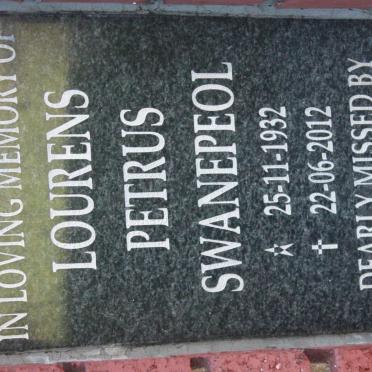 IN LOVING MEMORY OF
LOURENS
PETRUS
SWANEPEOL
☆ 25-11-1932
✝ 22-06-2012
DEARLY MISSED BY